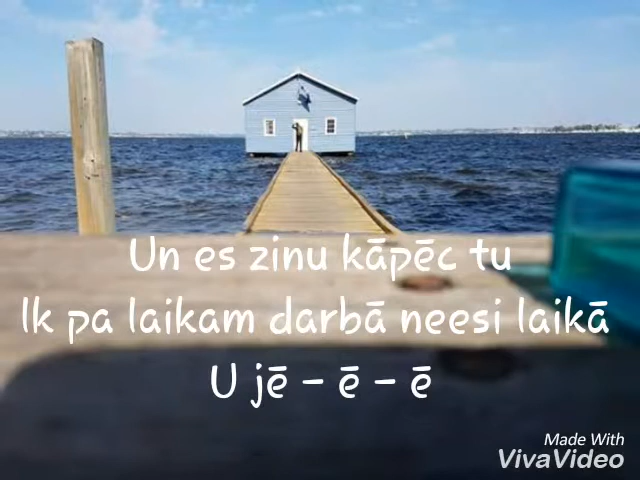 Un es zinu kāpēc tu
Ik pa laikam darbā neesi laikā
U jē - ē - ē
Made With
VivaVideo